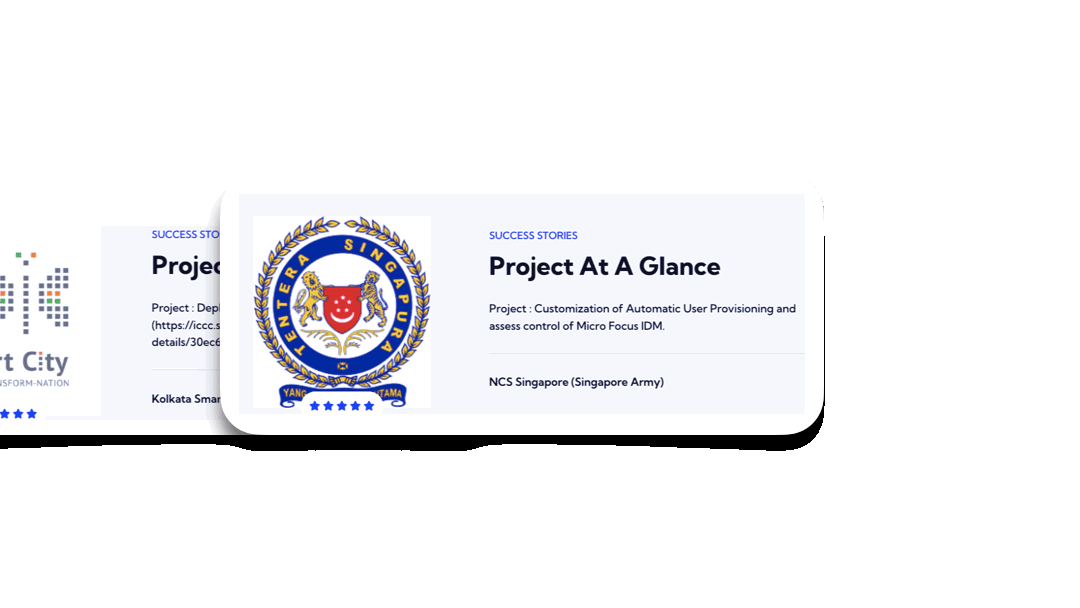 rt City
NSFORM-NATION
SUCCESS STO
Projec
Project : Depl
(https://iccc.s
details/30ec6
Kolkata Smar
TENTERA SINGAPURA
YANG TAMA
SUCCESS STORIES
Project At A Glance
Project : Customization of Automatic User Provisioning and
assess control of Micro Focus IDM.
NCS Singapore (Singapore Army)